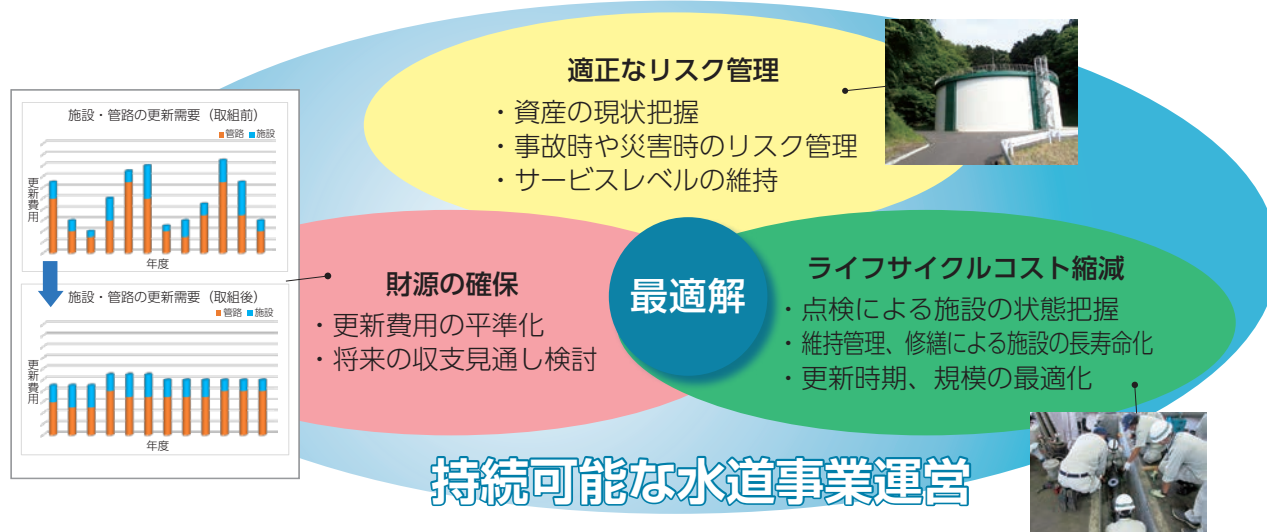 適正なリスク管理
・資産の現状把握
・事故時や災害時のリスク管理
・サービスレベルの維持
施設・管路の更新需要（取組前）
■管路 ■施設
更新費用
年度
施設・管路の更新需要（取組後）
■管路 ■施設
更新費用
年度
財源の確保
・更新費用の平準化
・将来の収支見通し検討
最適解
ライフサイクルコスト縮減
・点検による施設の状態把握
・維持管理、修繕による施設の長寿命化
・更新時期、規模の最適化
持続可能な水道事業運営